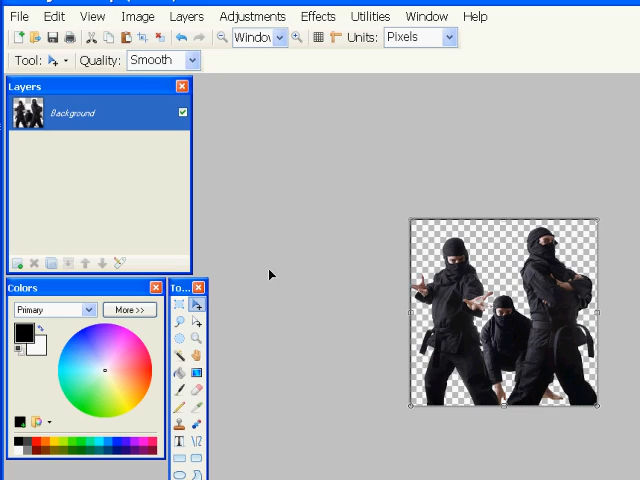 File Edit View Image Layers Adjustments Effects Utilities Window Help
Units: Pixels
Tool: Quality: Smooth
Layers
Background
Colors
To...
Primary
More >>
T